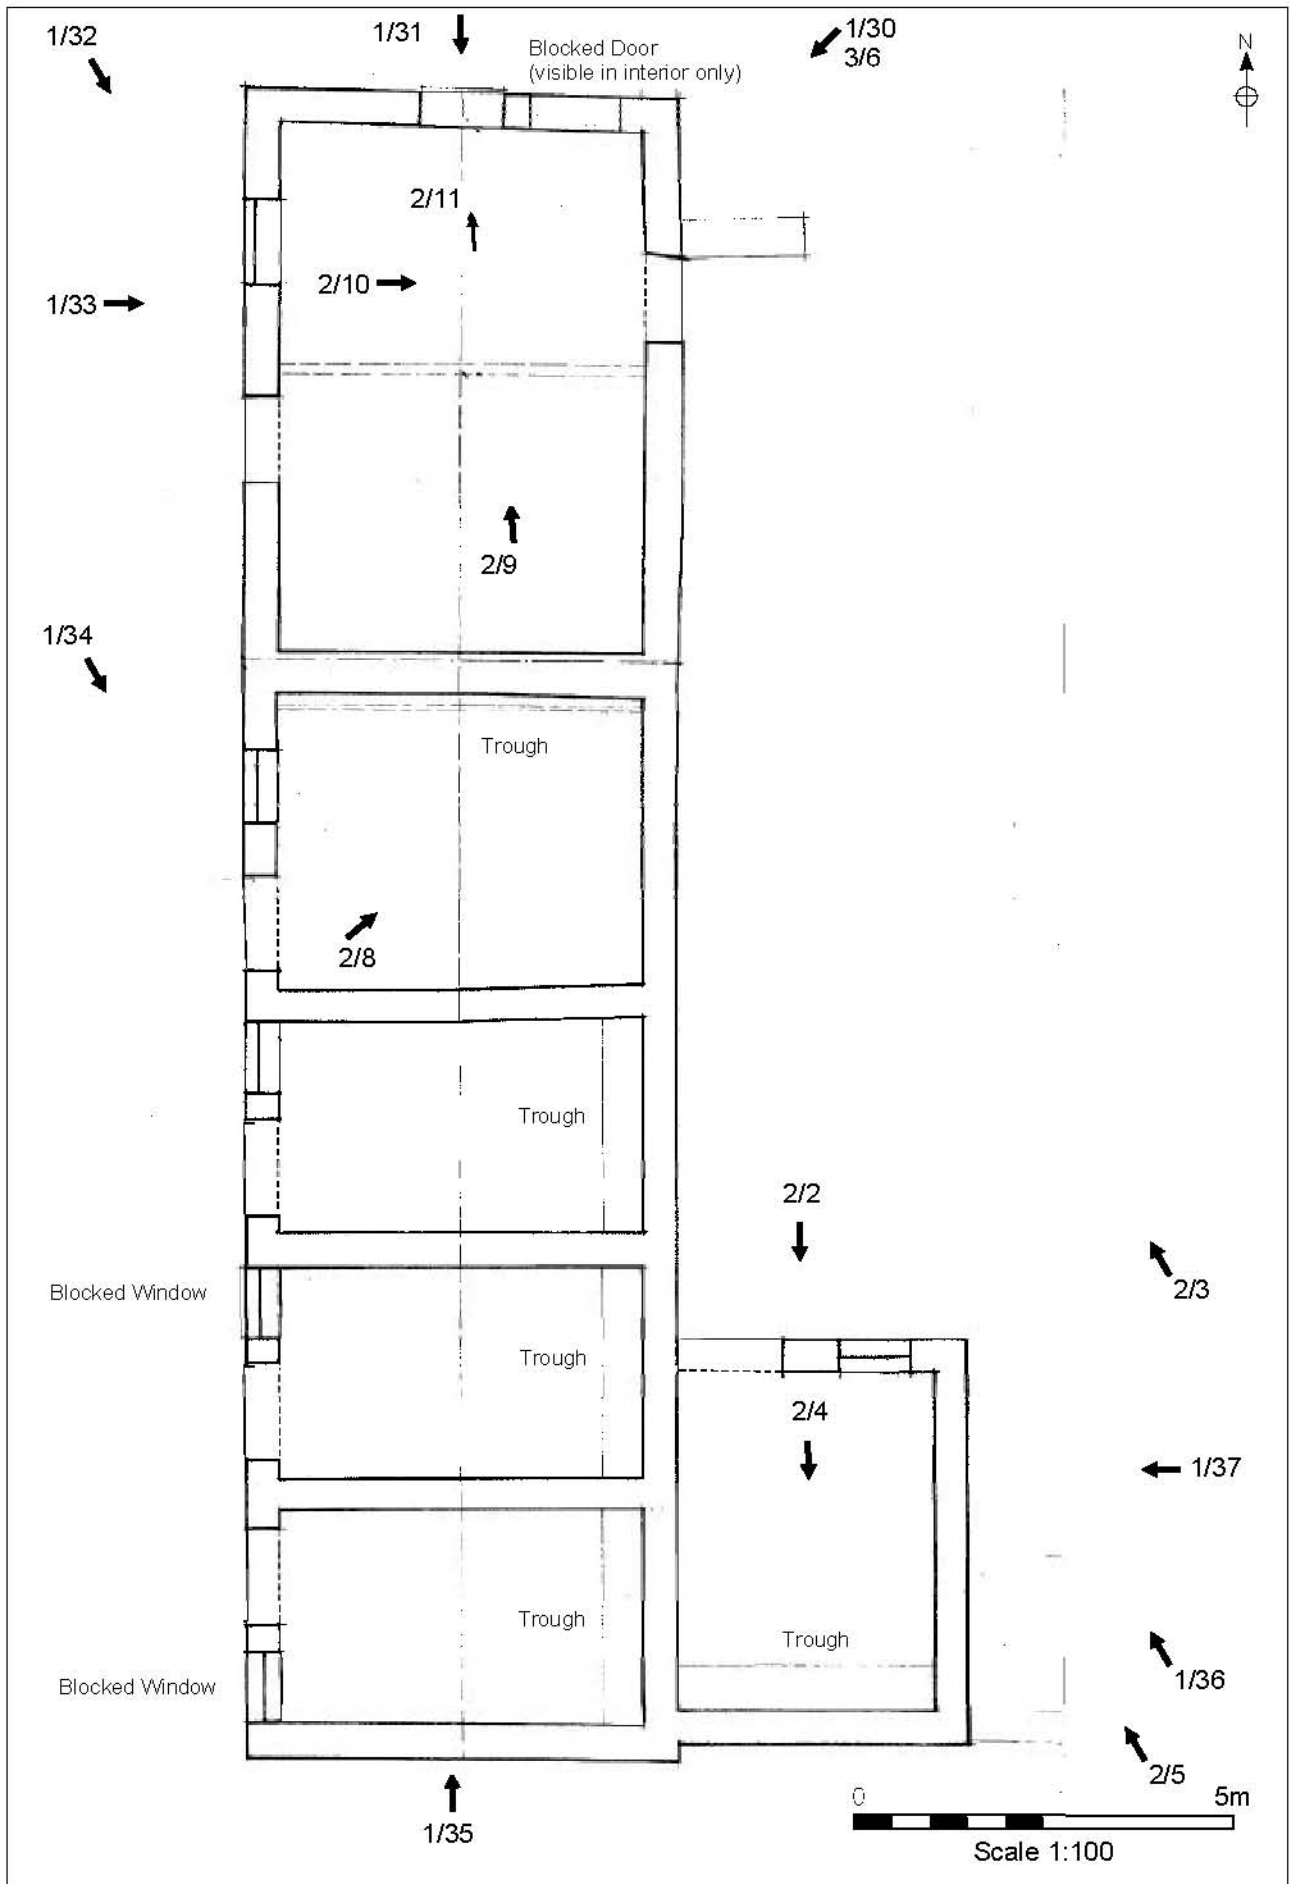 1/32
1/31
1/30
3/6
N
Blocked Door
(visible in interior only)
2/11
2/10
1/33
2/9
1/34
Trough
2/8
Trough
2/2
2/3
Blocked Window
Trough
2/4
1/37
Trough
Trough
1/36
Blocked Window
2/5
0 5m
1/35
Scale 1:100